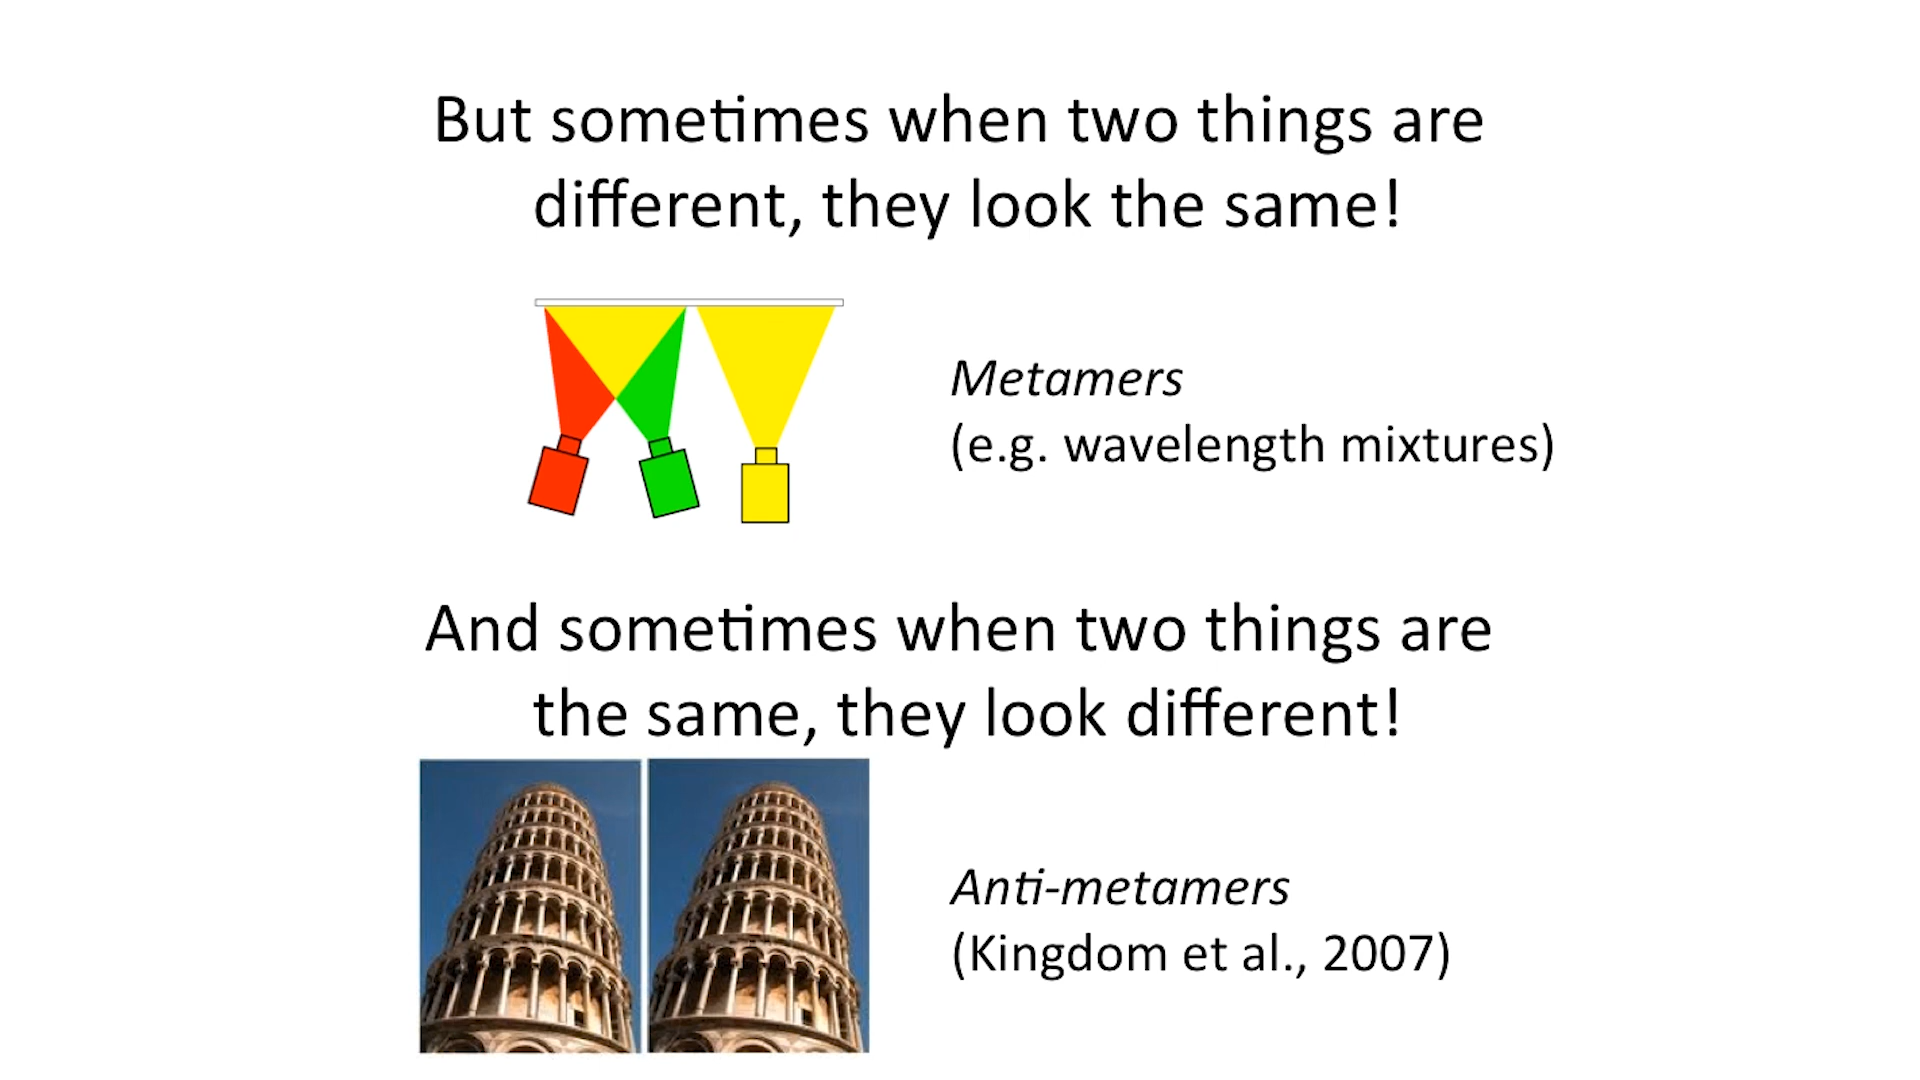 But sometimes when two things are
different, they look the same!
Metamers
(e.g. wavelength mixtures)
And sometimes when two things are
the same, they look different!
Anti-metamers
(Kingdom et al., 2007)